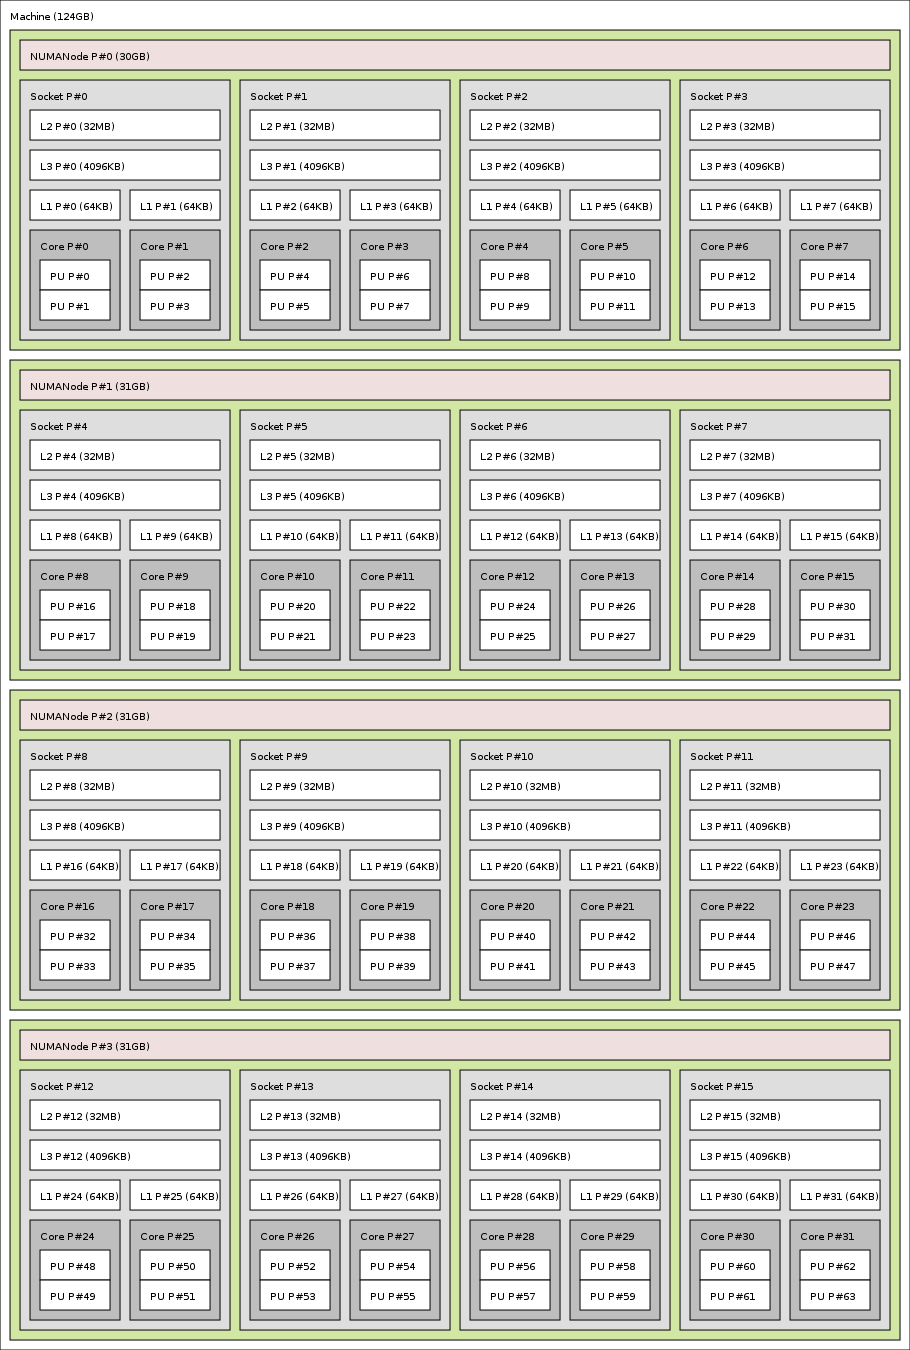 Machine (124GB)
NUMANode P#0 (30GB)
Socket P#0 Socket P#1 Socket P#2 Socket P#3
L2 P#0 (32MB) L2 P#1 (32MB) L2 P#2 (32MB) L2 P#3 (32MB)
L3 P#0 (4096KB) L3 P#1 (4096KB) L3 P#2 (4096KB) L3 P#3 (4096KB)
L1 P#0 (64KB) L1 P#1 (64KB) L1 P#2 (64KB) L1 P#3 (64KB) L1 P#4 (64KB) L1 P#5 (64KB) L1 P#6 (64KB) L1 P#7 (64KB)
Core P#0 Core P#1 Core P#2 Core P#3 Core P#4 Core P#5 Core P#6 Core P#7
PU P#0 PU P#2 PU P#4 PU P#6 PU P#8 PU P#10 PU P#12 PU P#14
PU P#1 PU P#3 PU P#5 PU P#7 PU P#9 PU P#11 PU P#13 PU P#15
NUMANode P#1 (31GB)
Socket P#4 Socket P#5 Socket P#6 Socket P#7
L2 P#4 (32MB) L2 P#5 (32MB) L2 P#6 (32MB) L2 P#7 (32MB)
L3 P#4 (4096KB) L3 P#5 (4096KB) L3 P#6 (4096KB) L3 P#7 (4096KB)
L1 P#8 (64KB) L1 P#9 (64KB) L1 P#10 (64KB) L1 P#11 (64KB) L1 P#12 (64KB) L1 P#13 (64KB) L1 P#14 (64KB) L1 P#15 (64KB)
Core P#8 Core P#9 Core P#10 Core P#11 Core P#12 Core P#13 Core P#14 Core P#15
PU P#16 PU P#18 PU P#20 PU P#22 PU P#24 PU P#26 PU P#28 PU P#30
PU P#17 PU P#19 PU P#21 PU P#23 PU P#25 PU P#27 PU P#29 PU P#31
NUMANode P#2 (31GB)
Socket P#8 Socket P#9 Socket P#10 Socket P#11
L2 P#8 (32MB) L2 P#9 (32MB) L2 P#10 (32MB) L2 P#11 (32MB)
L3 P#8 (4096KB) L3 P#9 (4096KB) L3 P#10 (4096KB) L3 P#11 (4096KB)
L1 P#16 (64KB) L1 P#17 (64KB) L1 P#18 (64KB) L1 P#19 (64KB) L1 P#20 (64KB) L1 P#21 (64KB) L1 P#22 (64KB) L1 P#23 (64KB)
Core P#16 Core P#17 Core P#18 Core P#19 Core P#20 Core P#21 Core P#22 Core P#23
PU P#32 PU P#34 PU P#36 PU P#38 PU P#40 PU P#42 PU P#44 PU P#46
PU P#33 PU P#35 PU P#37 PU P#39 PU P#41 PU P#43 PU P#45 PU P#47
NUMANode P#3 (31GB)
Socket P#12 Socket P#13 Socket P#14 Socket P#15
L2 P#12 (32MB) L2 P#13 (32MB) L2 P#14 (32MB) L2 P#15 (32MB)
L3 P#12 (4096KB) L3 P#13 (4096KB) L3 P#14 (4096KB) L3 P#15 (4096KB)
L1 P#24 (64KB) L1 P#25 (64KB) L1 P#26 (64KB) L1 P#27 (64KB) L1 P#28 (64KB) L1 P#29 (64KB) L1 P#30 (64KB) L1 P#31 (64KB)
Core P#24 Core P#25 Core P#26 Core P#27 Core P#28 Core P#29 Core P#30 Core P#31
PU P#48 PU P#50 PU P#52 PU P#54 PU P#56 PU P#58 PU P#60 PU P#62
PU P#49 PU P#51 PU P#53 PU P#55 PU P#57 PU P#59 PU P#61 PU P#63